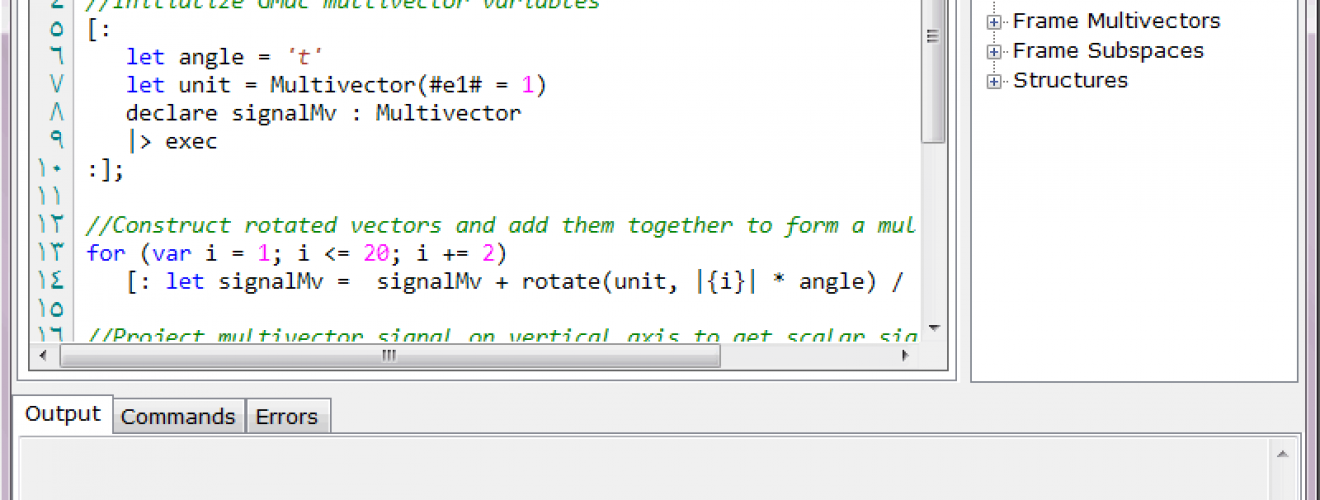 ٤ //Initialize GMac multivector variables
٥ [:
٦ let angle = 't'
٧ let unit = Multivector(#e1# = 1)
٨ declare signalMv : Multivector
٩ |> exec
١٠ :];
١١
١٢ //Construct rotated vectors and add them together to form a mul
١٣ for (var i = 1; i <= 20; i += 2)
١٤ [: let signalMv = signalMv + rotate(unit, |{i}| * angle) /
١٥
١٦ //Project multivector signal on vertical axis to get scalar sig
Frame Multivectors
Frame Subspaces
Structures
Output Commands Errors